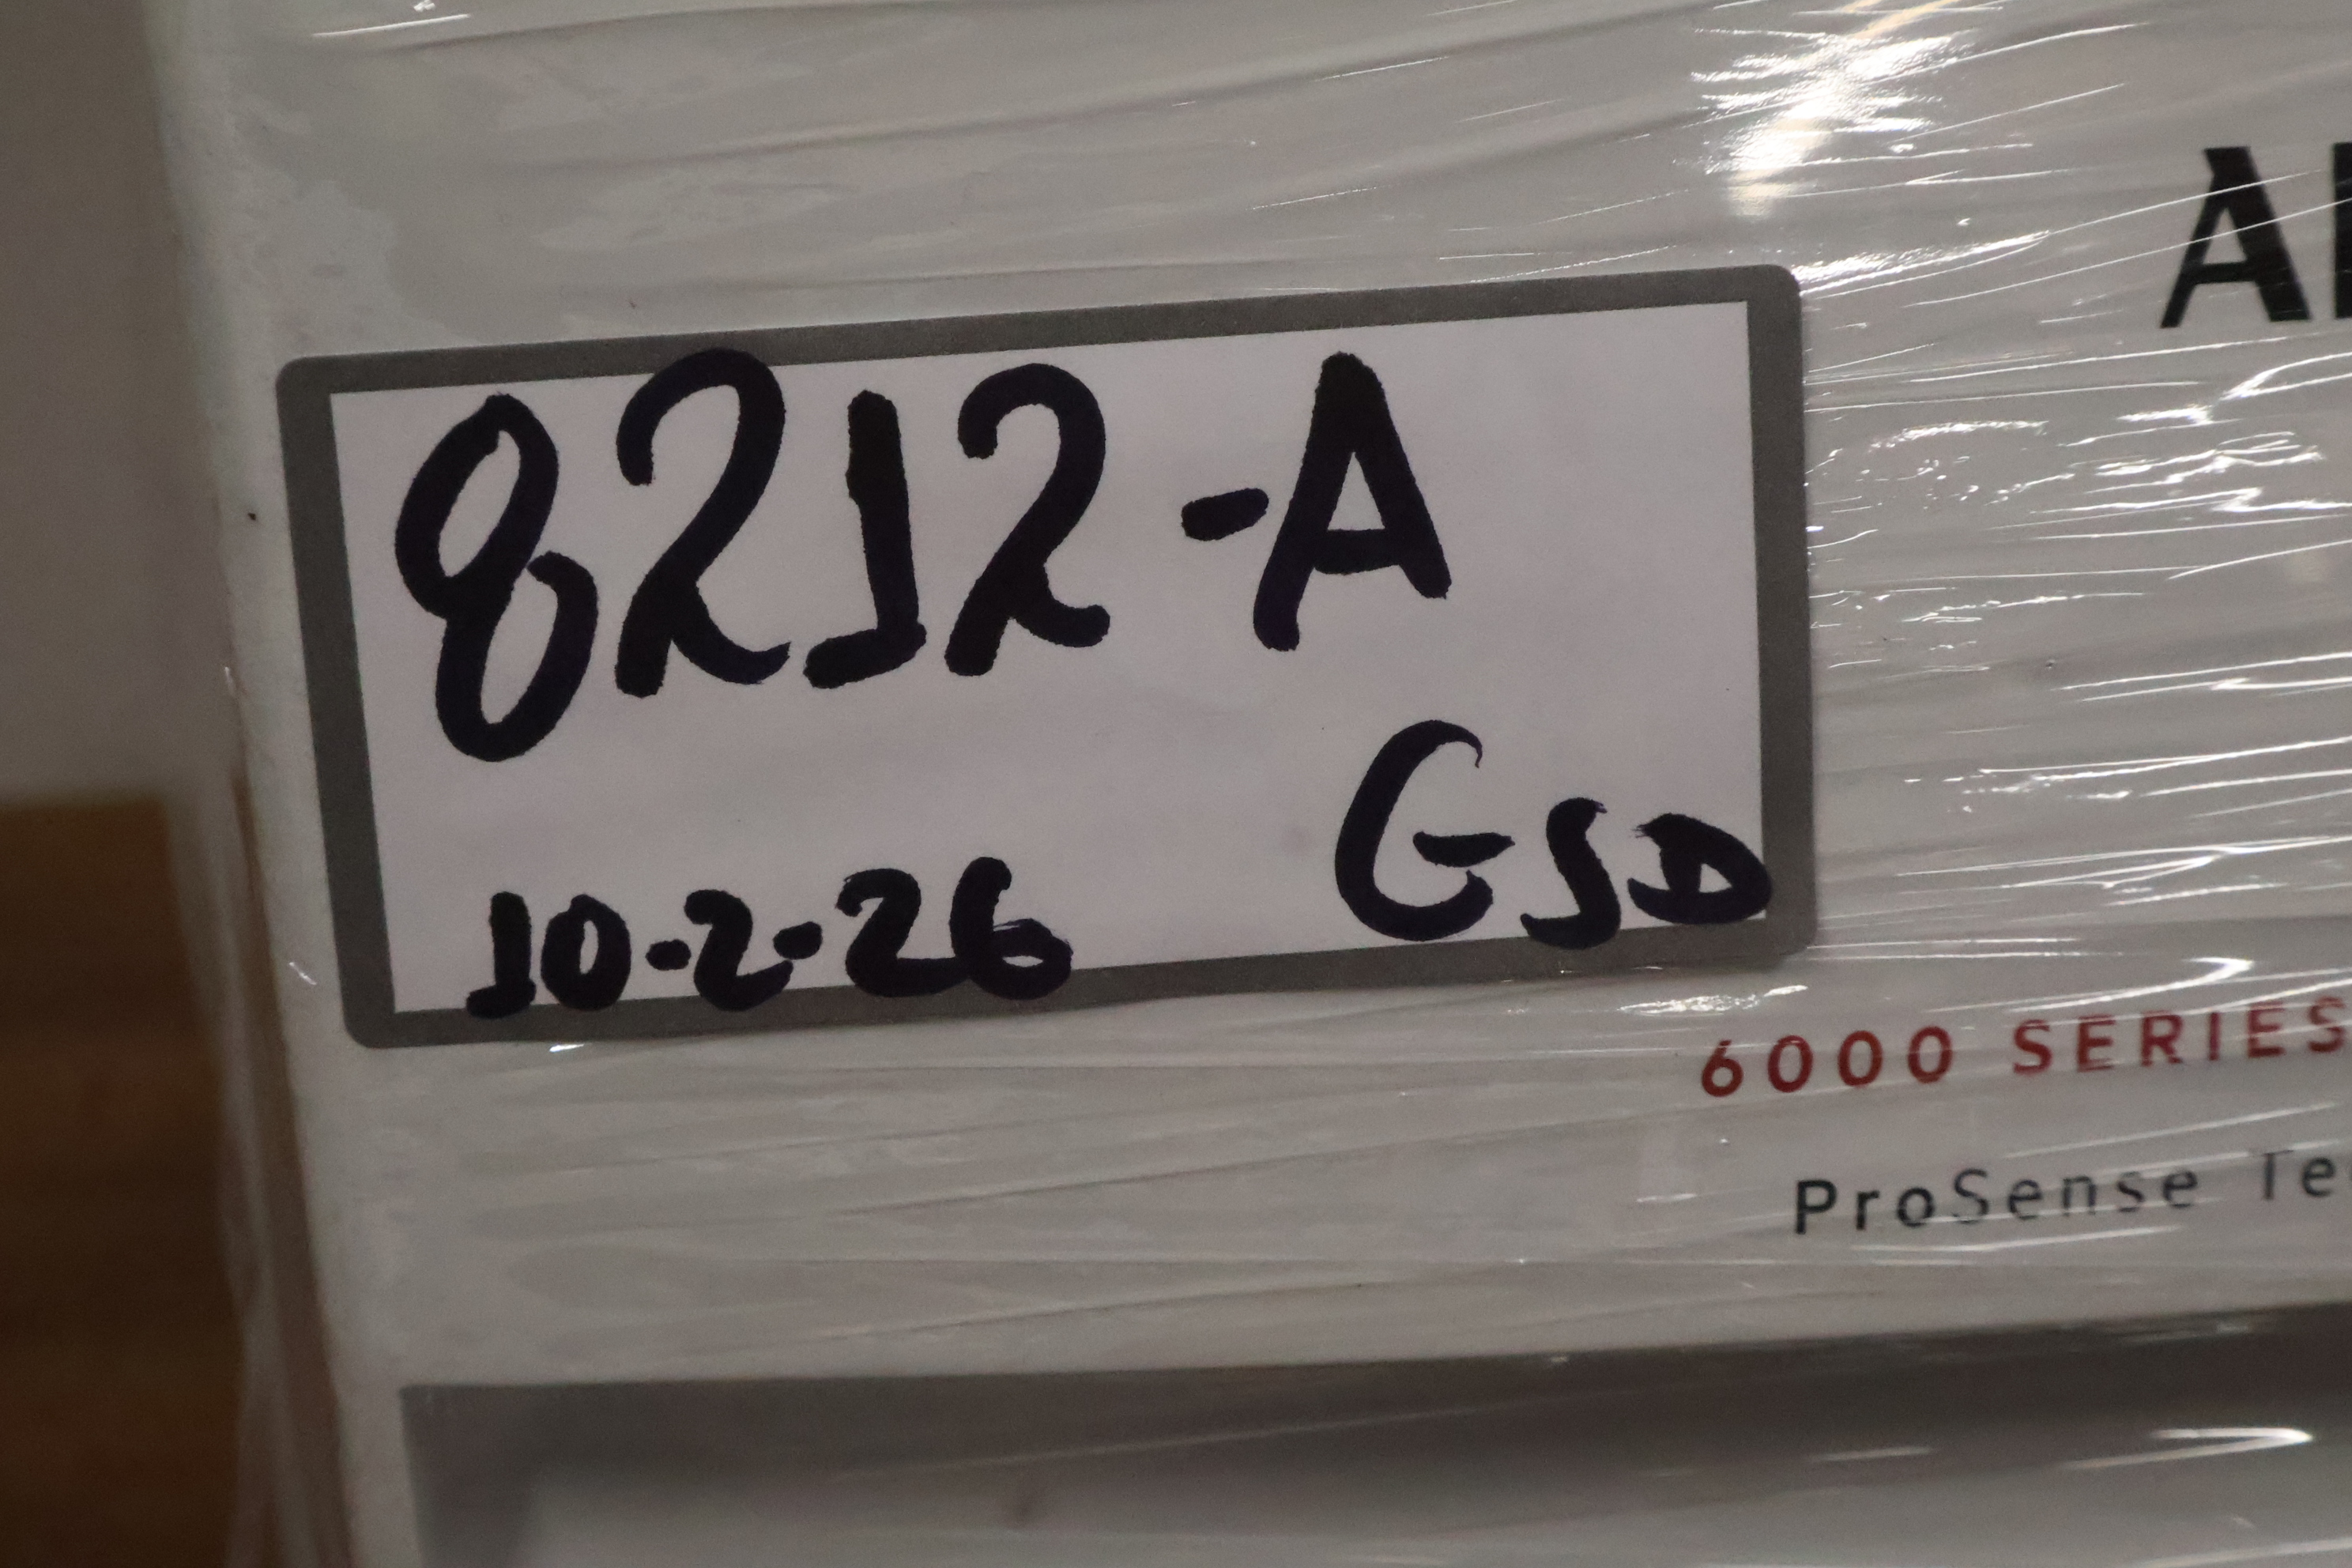 8212-A
GSD
10-2-26
6000 SERIES
ProSense